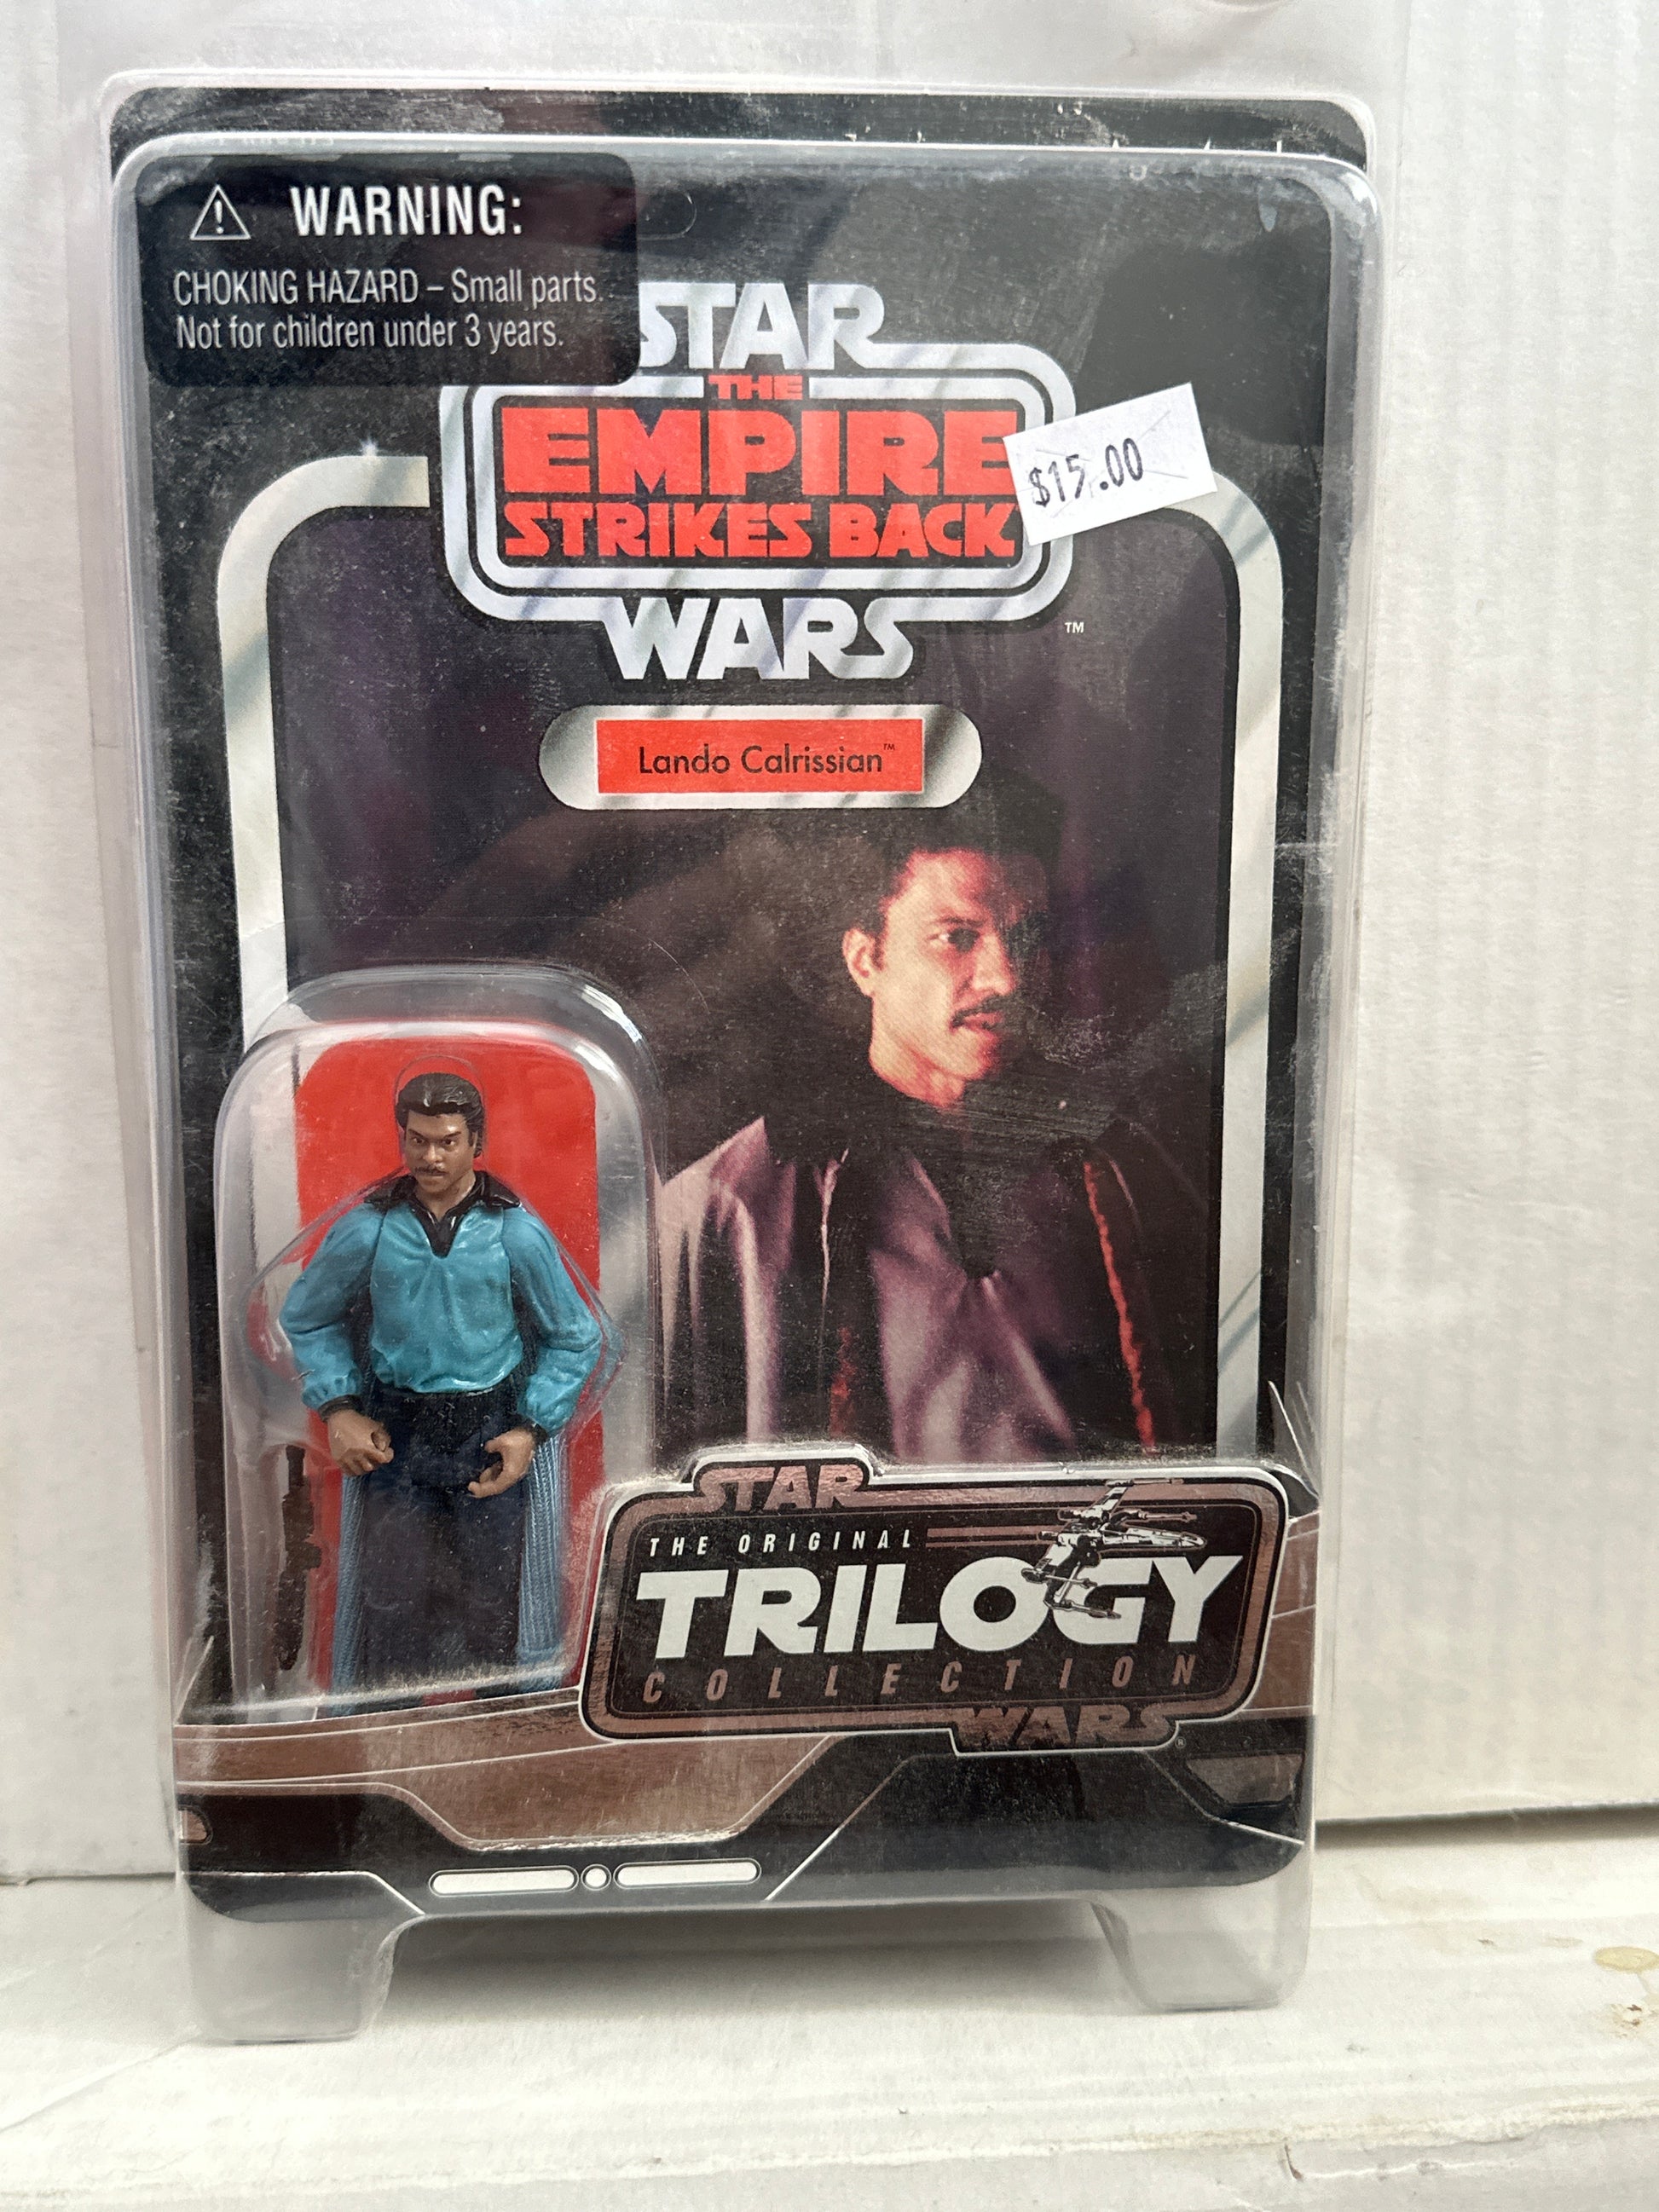 WARNING:
CHOKING HAZARD – Small parts.
Not for children under 3 years.
STAR
THE
EMPIRE
STRIKES BACK
WARS
TM
$15.00
Lando Calrissian™
STAR
THE ORIGINAL
TRILOGY
COLLECTION
WARS®